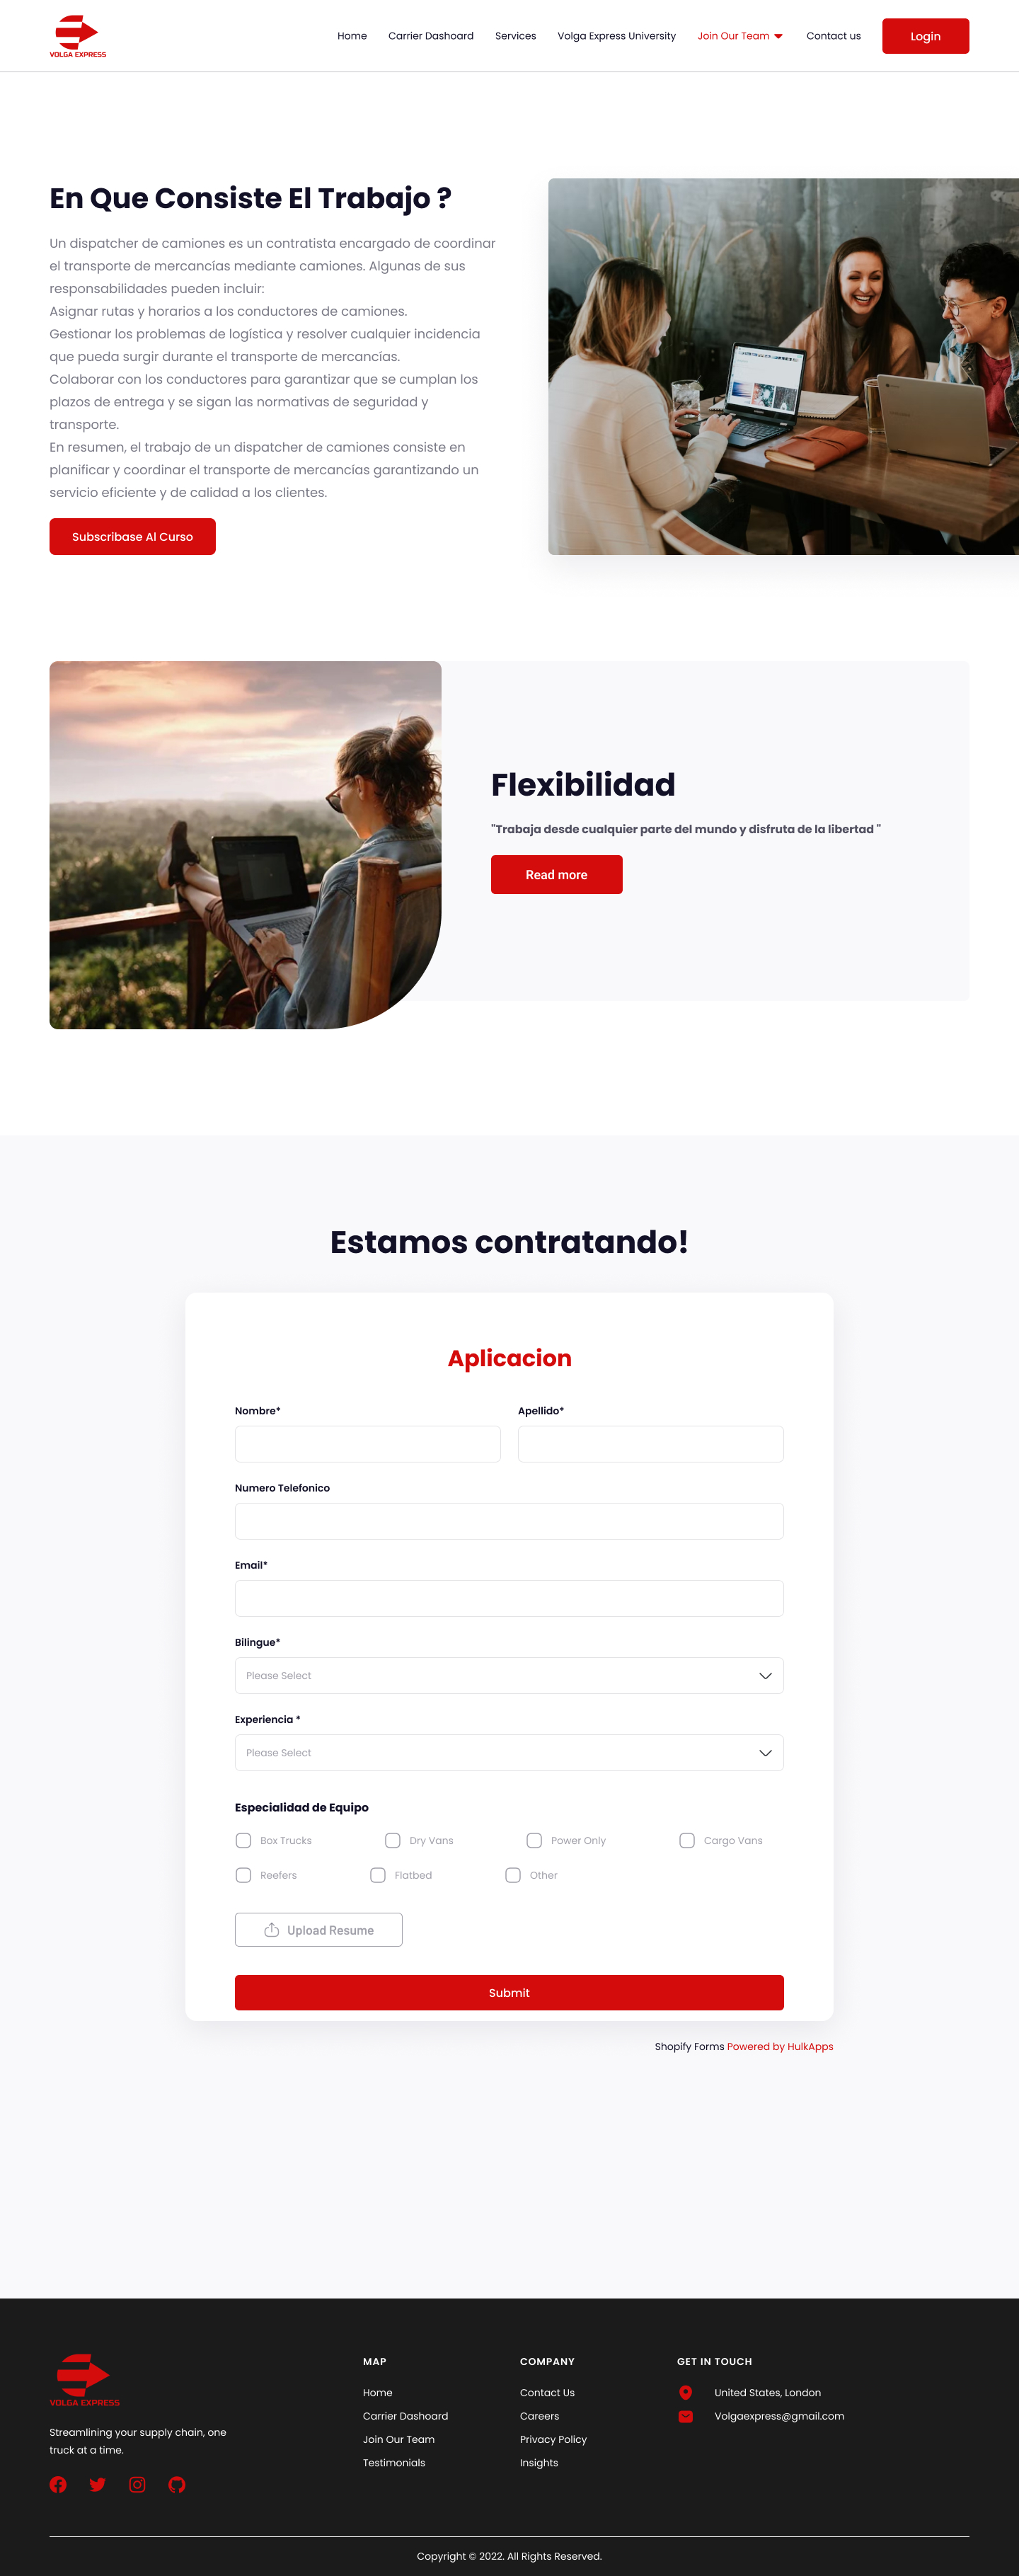 VOLGA EXPRESS
Home Carrier Dashoard Services Volga Express University Join Our Team Contact us Login
En Que Consiste El Trabajo ?
Un dispatcher de camiones es un contratista encargado de coordinar
el transporte de mercancías mediante camiones. Algunas de sus
responsabilidades pueden incluir:
Asignar rutas y horarios a los conductores de camiones.
Gestionar los problemas de logística y resolver cualquier incidencia
que pueda surgir durante el transporte de mercancías.
Colaborar con los conductores para garantizar que se cumplan los
plazos de entrega y se sigan las normativas de seguridad y
transporte.
En resumen, el trabajo de un dispatcher de camiones consiste en
planificar y coordinar el transporte de mercancías garantizando un
servicio eficiente y de calidad a los clientes.
Subscribase Al Curso
Flexibilidad
"Trabaja desde cualquier parte del mundo y disfruta de la libertad "
Read more
Estamos contratando!
Aplicacion
Nombre* Apellido*
Numero Telefonico
Email*
Bilingue*
Please Select
Experiencia *
Please Select
Especialidad de Equipo
Box Trucks Dry Vans Power Only Cargo Vans
Reefers Flatbed Other
Upload Resume
Submit
Shopify Forms Powered by HulkApps
VOLGA EXPRESS
Streamlining your supply chain, one
truck at a time.
MAP
Home
Carrier Dashoard
Join Our Team
Testimonials
COMPANY
Contact Us
Careers
Privacy Policy
Insights
GET IN TOUCH
United States, London
Volgaexpress@gmail.com
Copyright © 2022. All Rights Reserved.